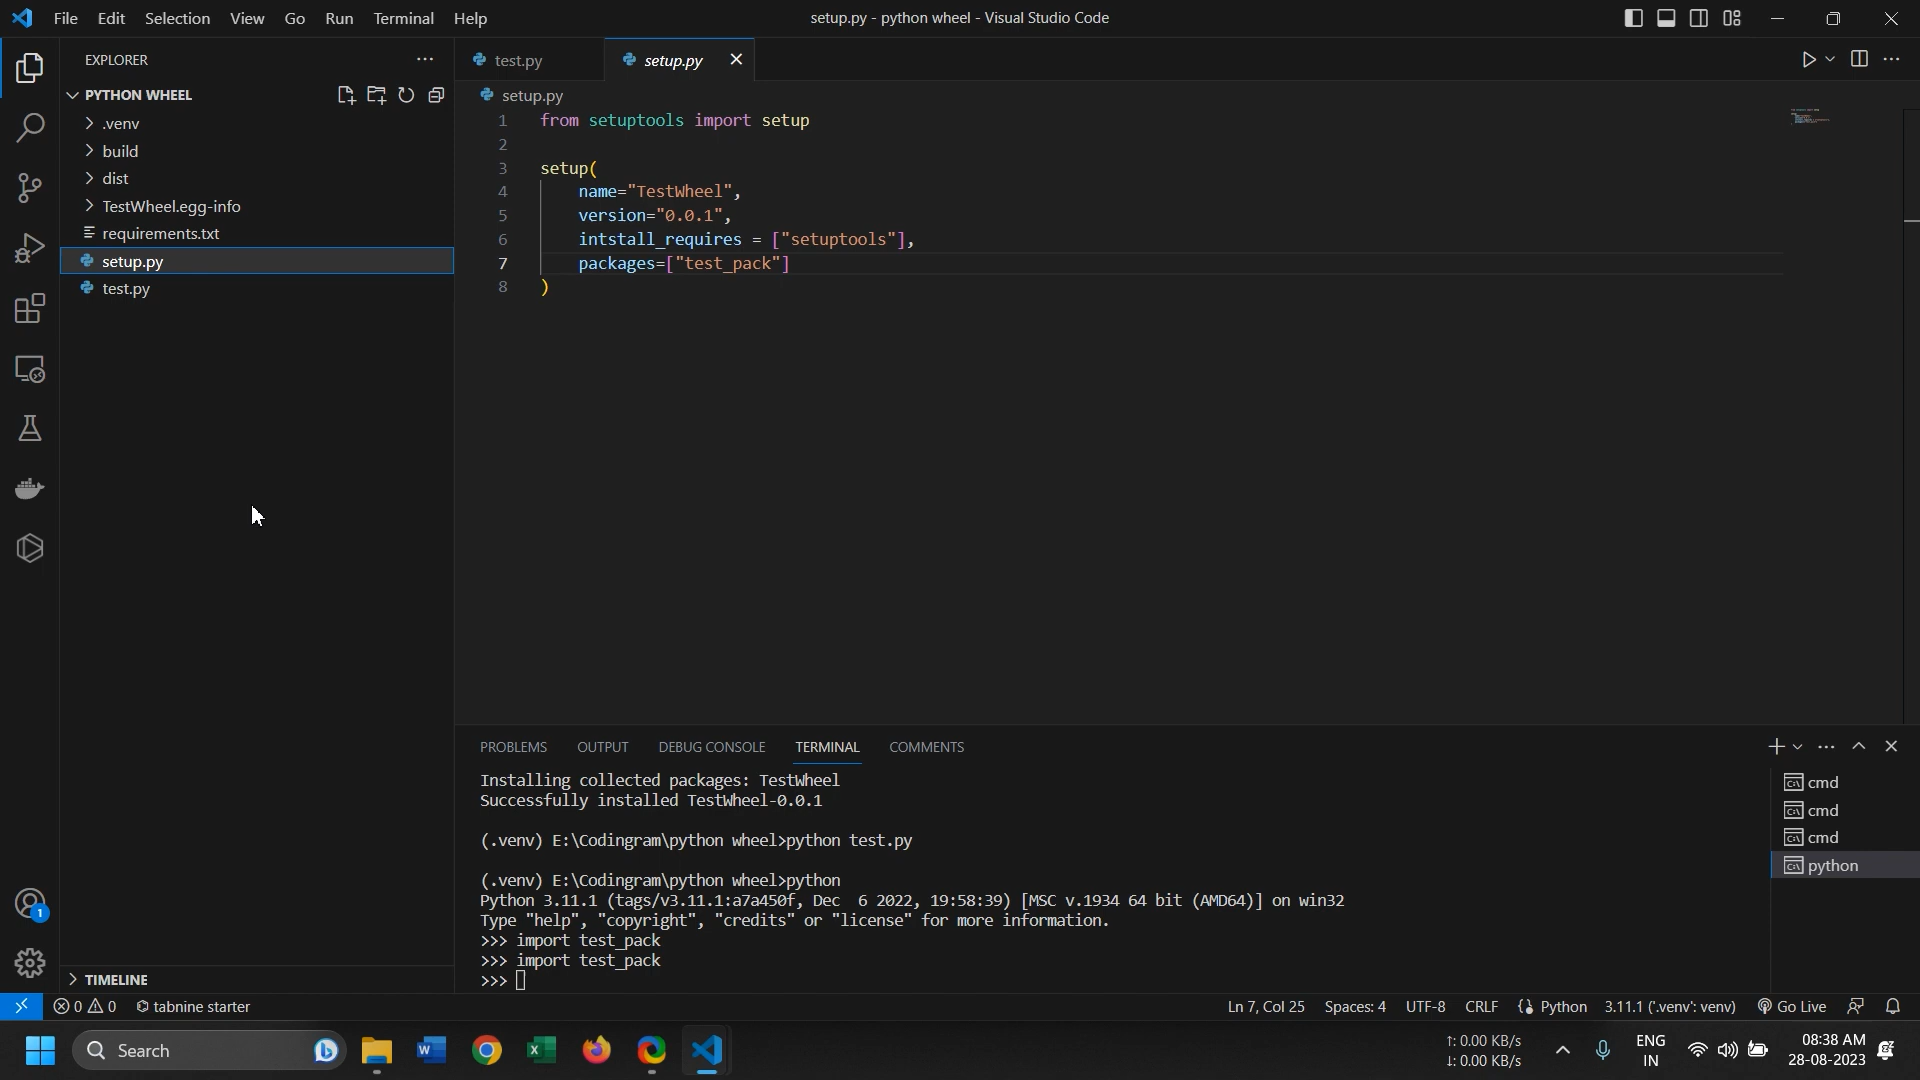 File Edit Selection View Go Run Terminal Help
setup.py - python wheel - Visual Studio Code
EXPLORER
PYTHON WHEEL
.venv
build
dist
TestWheel.egg-info
requirements.txt
setup.py
test.py
TIMELINE
test.py
setup.py
setup.py
1 from setuptools import setup
2
3 setup(
4 name="TestWheel",
5 version="0.0.1",
6 intstall_requires = ["setuptools"],
7 packages=["test_pack"]
8 )
PROBLEMS OUTPUT DEBUG CONSOLE TERMINAL COMMENTS
Installing collected packages: TestWheel
Successfully installed TestWheel-0.0.1
(.venv) E:\Codingram\python wheel>python test.py
(.venv) E:\Codingram\python wheel>python
Python 3.11.1 (tags/v3.11.1:a7a450f, Dec  6 2022, 19:58:39) [MSC v.1934 64 bit (AMD64)] on win32
Type "help", "copyright", "credits" or "license" for more information.
>>> import test_pack
>>> import test_pack
>>>
cmd
cmd
cmd
python
1
0 0 tabnine starter
Ln 7, Col 25 Spaces: 4 UTF-8 CRLF Python 3.11.1 ('.venv': venv) Go Live
Search
↑: 0.00 KB/s
↓: 0.00 KB/s
ENG
IN
08:38 AM
28-08-2023